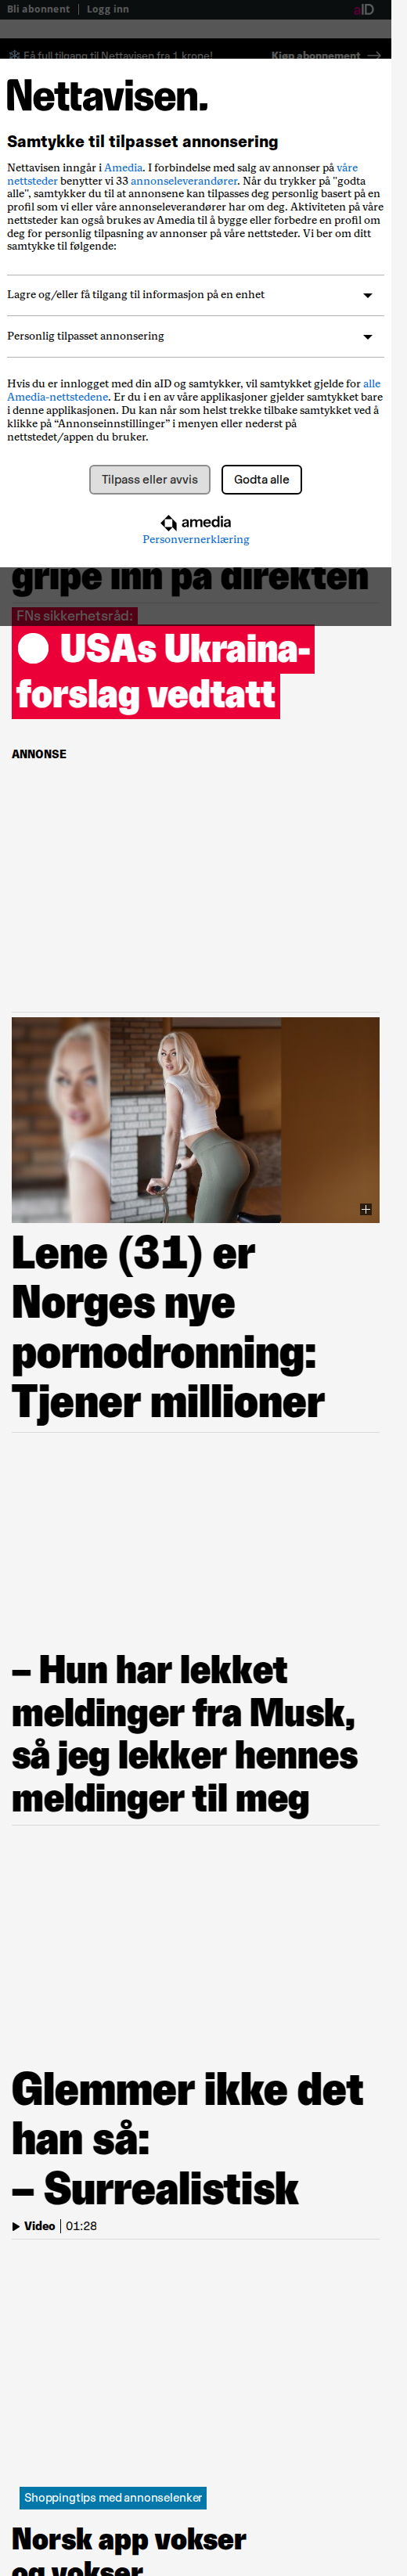 Bli abonnent | Logg inn
aID
Få full tilgang til Nettavisen fra 1 krone!
Kjøp abonnement
Nettavisen.
Samtykke til tilpasset annonsering
Nettavisen inngår i Amedia. I forbindelse med salg av annonser på våre
nettsteder benytter vi 33 annonseleverandører. Når du trykker på "godta
alle", samtykker du til at annonsene kan tilpasses deg personlig basert på en
profil som vi eller våre annonseleverandører har om deg. Aktiviteten på våre
nettsteder kan også brukes av Amedia til å bygge eller forbedre en profil om
deg for personlig tilpasning av annonser på våre nettsteder. Vi ber om ditt
samtykke til følgende:
Lagre og/eller få tilgang til informasjon på en enhet
Personlig tilpasset annonsering
Hvis du er innlogget med din aID og samtykker, vil samtykket gjelde for alle
Amedia-nettstedene. Er du i en av våre applikasjoner gjelder samtykket bare
i denne applikasjonen. Du kan når som helst trekke tilbake samtykket ved å
klikke på “Annonseinnstillinger” i menyen eller nederst på
nettstedet/appen du bruker.
Tilpass eller avvis
Godta alle
amedia
Personvernerklæring
gripe inn på direkten
FNs sikkerhetsråd:
USAs Ukraina-
forslag vedtatt
ANNONSE
Lene (31) er
Norges nye
pornodronning:
Tjener millioner
– Hun har lekket
meldinger fra Musk,
så jeg lekker hennes
meldinger til meg
Glemmer ikke det
han så:
– Surrealistisk
Video | 01:28
Shoppingtips med annonselenker
Norsk app vokser
og vokser